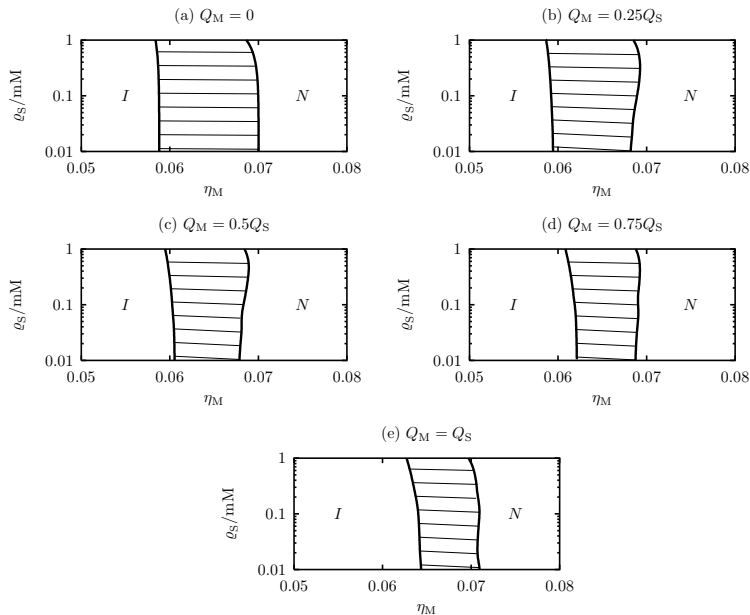 (a) Q_M = 0
1
0.1
0.01
ϱ_S/mM
I
N
0.05 0.06 0.07 0.08
η_M
(b) Q_M = 0.25Q_S
1
0.1
0.01
ϱ_S/mM
I
N
0.05 0.06 0.07 0.08
η_M
(c) Q_M = 0.5Q_S
1
0.1
0.01
ϱ_S/mM
I
N
0.05 0.06 0.07 0.08
η_M
(d) Q_M = 0.75Q_S
1
0.1
0.01
ϱ_S/mM
I
N
0.05 0.06 0.07 0.08
η_M
(e) Q_M = Q_S
1
0.1
0.01
ϱ_S/mM
I
N
0.05 0.06 0.07 0.08
η_M